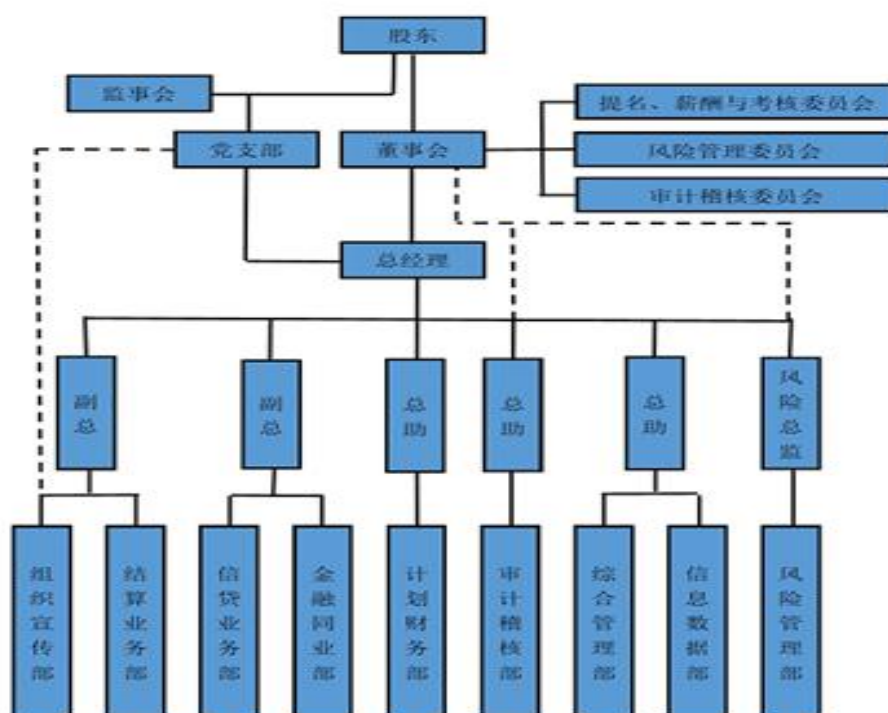 股东
监事会
提名、薪酬与考核委员会
党支部
董事会
风险管理委员会
审计稽核委员会
总经理
副总
副总
总助
总助
总助
风险总监
组织宣传部
结算业务部
信贷业务部
金融同业部
计划财务部
审计稽核部
综合管理部
信息数据部
风险管理部